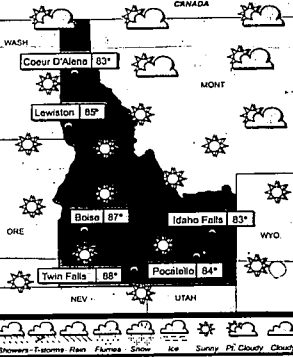 CANADA
WASH
Coeur D'Alene 83°
MONT
Lewiston 85°
Boise 87°
Idaho Falls 83°
ORE
WYO.
Twin Falls 88°
Pocatello 84°
NEV
UTAH
Showers T-storms Rain Flurries Snow Ice Sunny Pt. Cloudy Cloudy